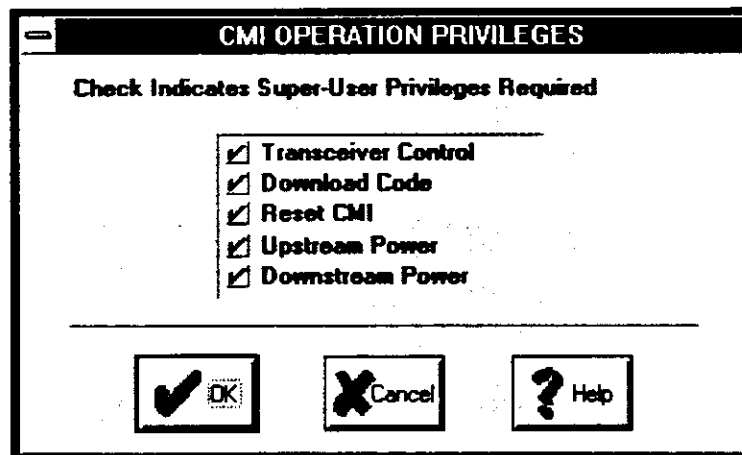 CMI OPERATION PRIVILEGES
Check Indicates Super-User Privileges Required
Transceiver Control
Download Code
Reset CMI
Upstream Power
Downstream Power
OK
Cancel
Help